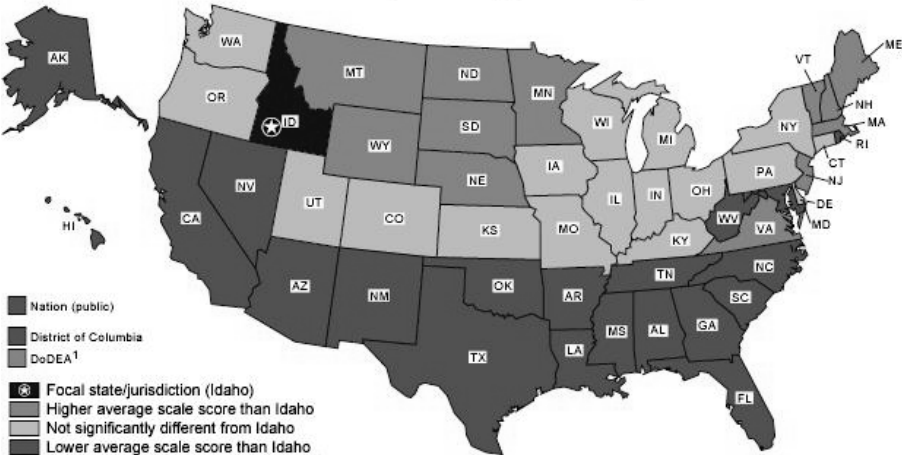 AK
WA
MT
ND
MN
VT
ME
OR
ID
SD
WI
MI
NY
NH
MA
RI
CT
WY
IA
PA
NJ
NE
NV
UT
CO
IL
IN
OH
DE
MD
CA
KS
MO
WV
VA
KY
HI
AZ
NM
OK
AR
TN
NC
SC
MS
AL
GA
TX
LA
FL
Nation (public)
District of Columbia
DoDEA1
Focal state/jurisdiction (Idaho)
Higher average scale score than Idaho
Not significantly different from Idaho
Lower average scale score than Idaho